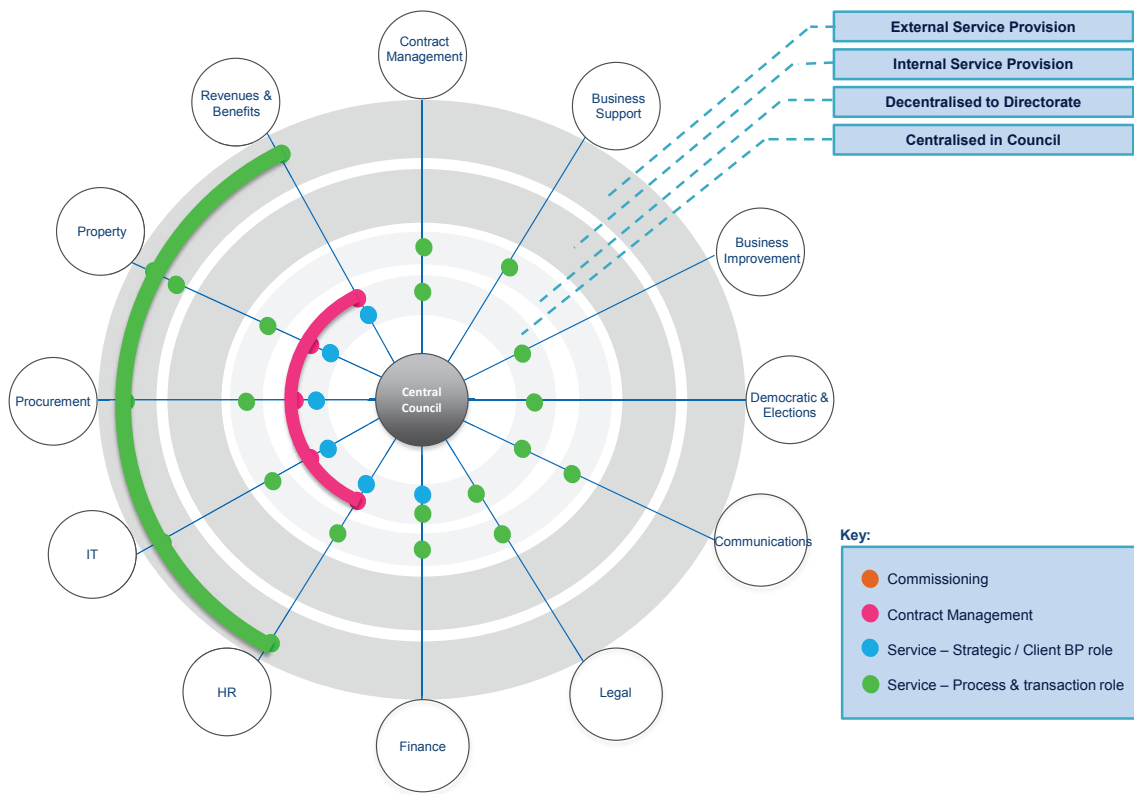 Contract
Management
Revenues &
Benefits
Business
Support
External Service Provision
Internal Service Provision
Decentralised to Directorate
Centralised in Council
Property
Business
Improvement
Procurement
Central
Council
Democratic &
Elections
IT
Communications
HR
Legal
Finance
Key:
Commissioning
Contract Management
Service – Strategic / Client BP role
Service – Process & transaction role